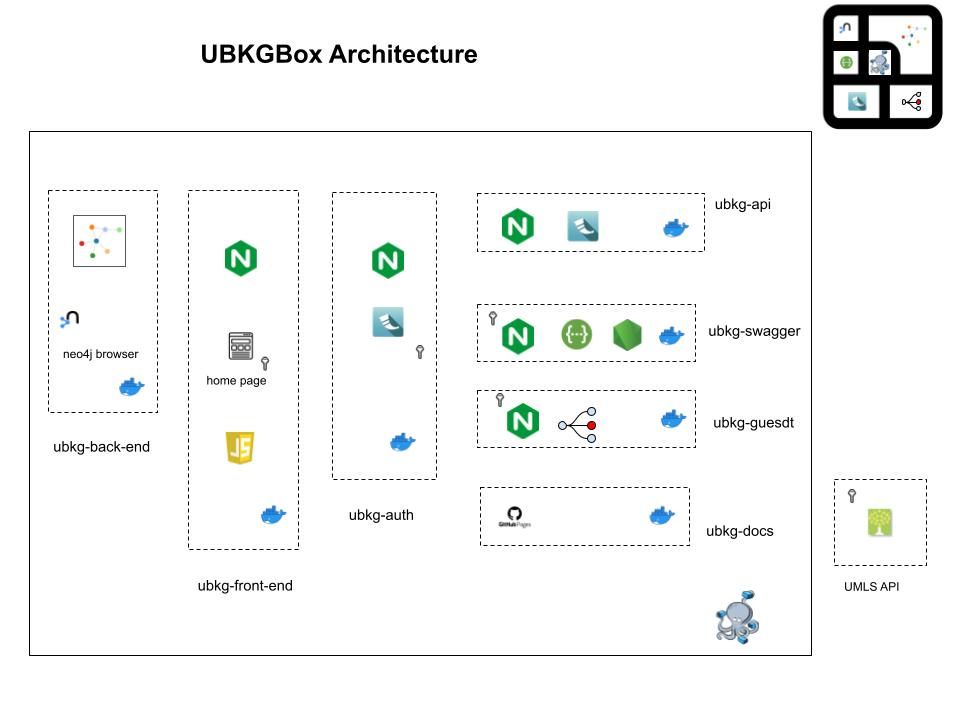 UBKGBox Architecture
n
{···}
n
ubkg-api
N
N
N
N
ubkg-swagger
N
{···}
neo4j browser
home page
ubkg-guesdt
N
JS
ubkg-back-end
ubkg-auth
GitHub Pages
ubkg-docs
ubkg-front-end
UMLS API